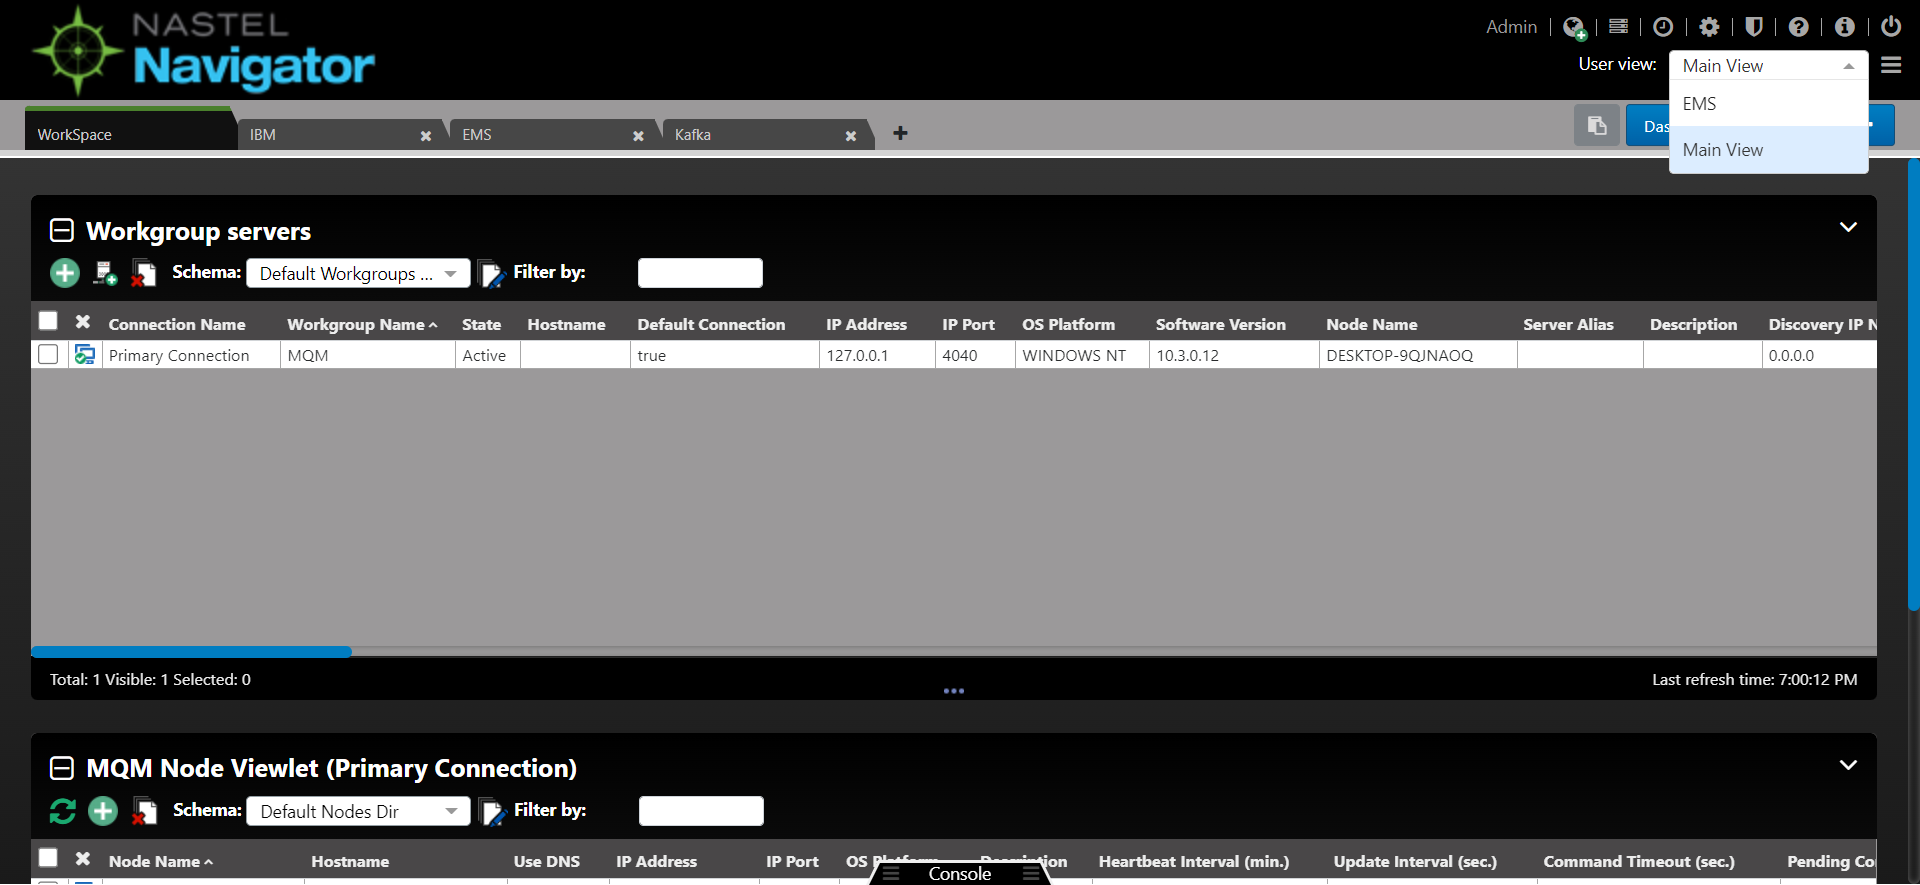 NASTEL
Navigator
Admin
User view: Main View
EMS
Main View
WorkSpace
IBM
EMS
Kafka
Das
Workgroup servers
Schema: Default Workgroups ... Filter by:
Connection Name Workgroup Name State Hostname Default Connection IP Address IP Port OS Platform Software Version Node Name Server Alias Description Discovery IP N
Primary Connection MQM Active true 127.0.0.1 4040 WINDOWS NT 10.3.0.12 DESKTOP-9QJNAOQ 0.0.0.0
Total: 1 Visible: 1 Selected: 0
Last refresh time: 7:00:12 PM
MQM Node Viewlet (Primary Connection)
Schema: Default Nodes Dir Filter by:
Node Name Hostname Use DNS IP Address IP Port OS Platform Description Heartbeat Interval (min.) Update Interval (sec.) Command Timeout (sec.) Pending Co
Console